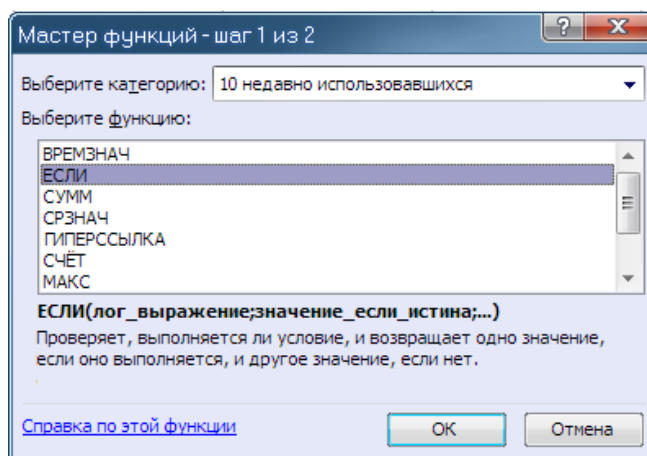 Мастер функций - шаг 1 из 2
Выберите категорию: 10 недавно использовавшихся
Выберите функцию:
ВРЕМЗНАЧ
ЕСЛИ
СУММ
СРЗНАЧ
ГИПЕРССЫЛКА
СЧЁТ
МАКС
ЕСЛИ(лог_выражение;значение_если_истина;...)
Проверяет, выполняется ли условие, и возвращает одно значение,
если оно выполняется, и другое значение, если нет.
Справка по этой функции
ОК
Отмена